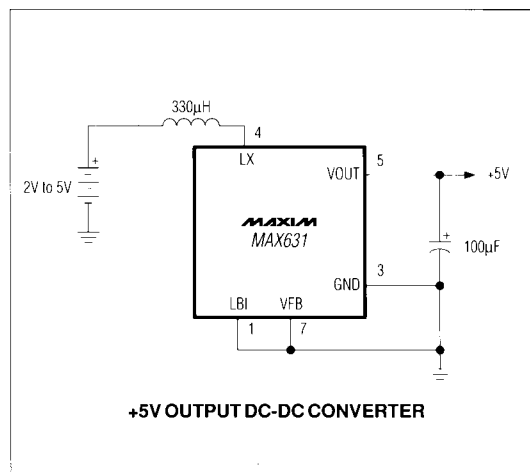 330µH
4
LX
5
VOUT
+5V
+
2V to 5V
MAXIM
MAX631
+
100µF
3
GND
LBI
VFB
1
7
+5V OUTPUT DC-DC CONVERTER